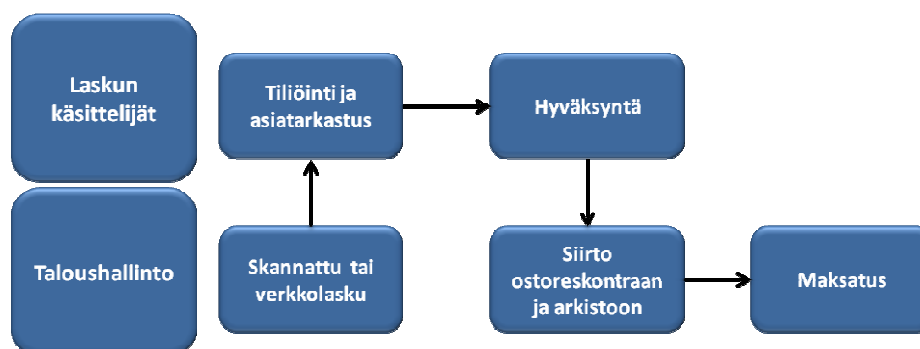 Laskun
käsittelijät
Tiliöinti ja
asiatarkastus
Hyväksyntä
Taloushallinto
Skannattu tai
verkkolasku
Siirto
ostoreskontraan
ja arkistoon
Maksatus